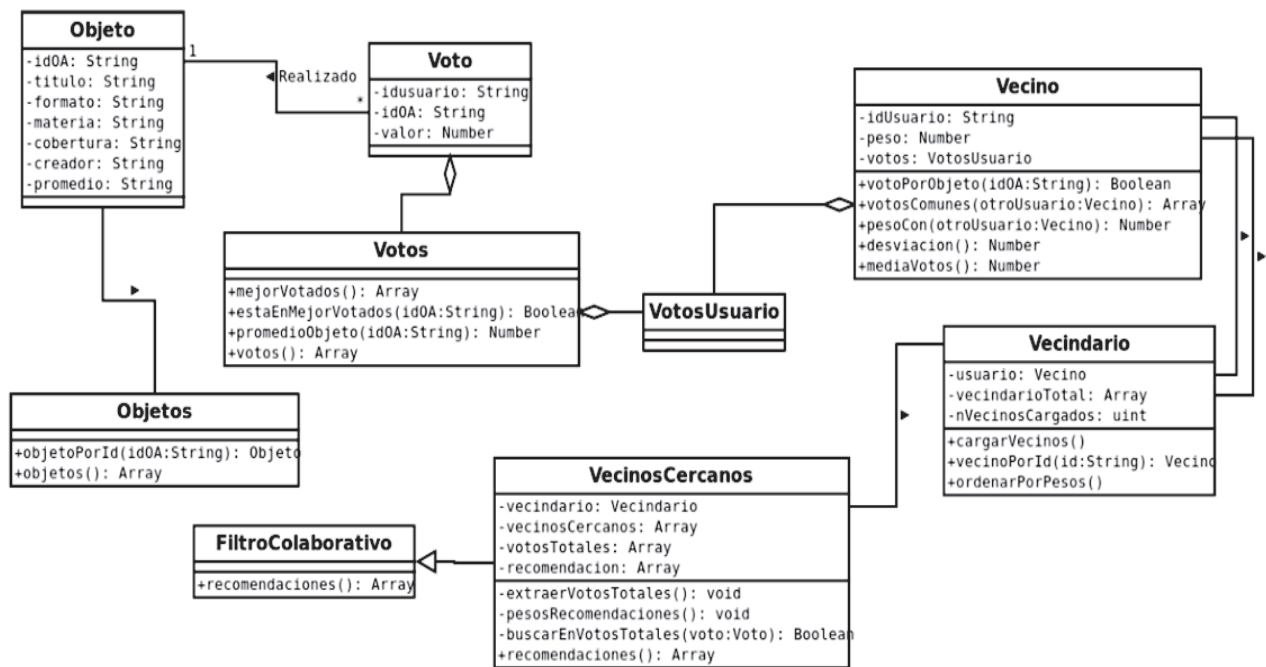 Objeto
-idOA: String
-titulo: String
-formato: String
-materia: String
-cobertura: String
-creador: String
-promedio: String
1
Realizado
*
Voto
-idusuario: String
-idOA: String
-valor: Number
Vecino
-idUsuario: String
-peso: Number
-votos: VotosUsuario
+votoPorObjeto(idOA:String): Boolean
+votosComunes(otroUsuario:Vecino): Array
+pesoCon(otroUsuario:Vecino): Number
+desviacion(): Number
+mediaVotos(): Number
Votos
+mejorVotados(): Array
+estaEnMejorVotados(idOA:String): Boolean
+promedioObjeto(idOA:String): Number
+votos(): Array
VotosUsuario
Vecindario
-usuario: Vecino
-vecindarioTotal: Array
-nVecinosCargados: uint
+cargarVecinos()
+vecinoPorId(id:String): Vecino
+ordenarPorPesos()
Objetos
+objetoPorId(idOA:String): Objeto
+objetos(): Array
VecinosCercanos
-vecindario: Vecindario
-vecinosCercanos: Array
-votosTotales: Array
-recomendacion: Array
-extraerVotosTotales(): void
-pesosRecomendaciones(): void
-buscarEnVotosTotales(voto:Voto): Boolean
+recomendaciones(): Array
FiltroColaborativo
+recomendaciones(): Array